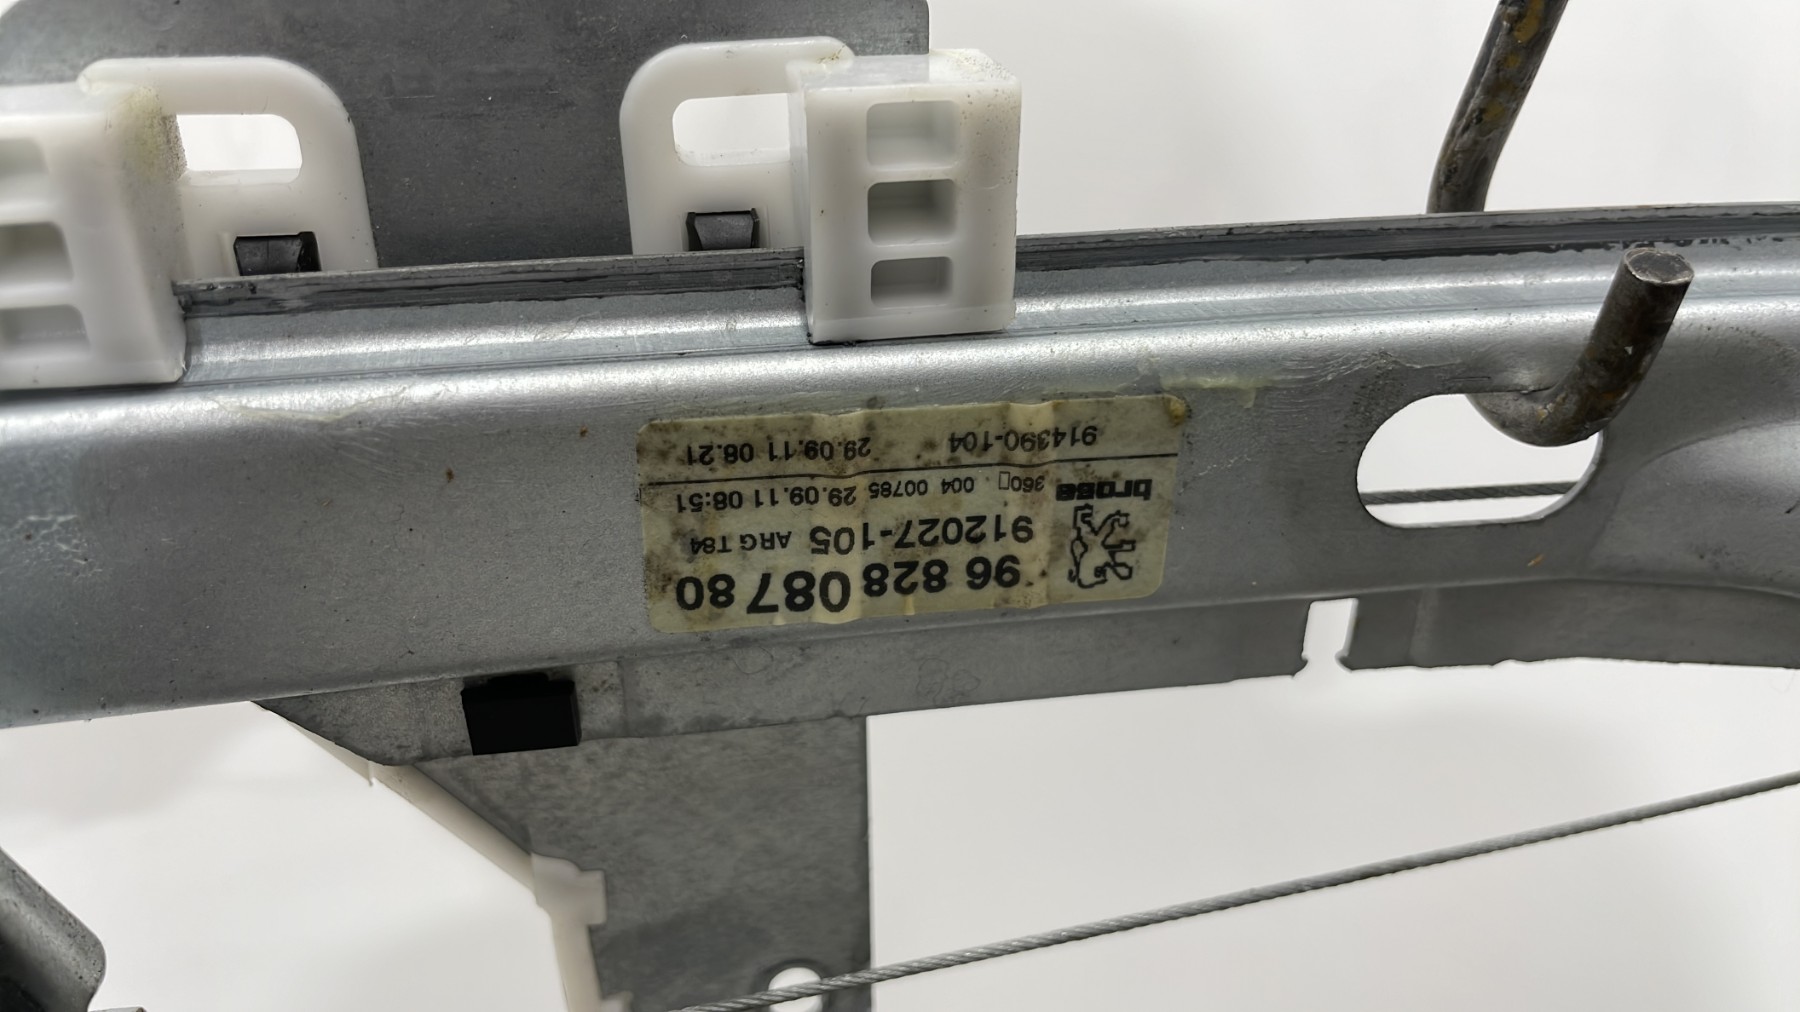 96 828 087 80
912027-105 ARG T84
brose 360 004 00785 29.09.11 08:51
914390-104 29.09.11 08.21